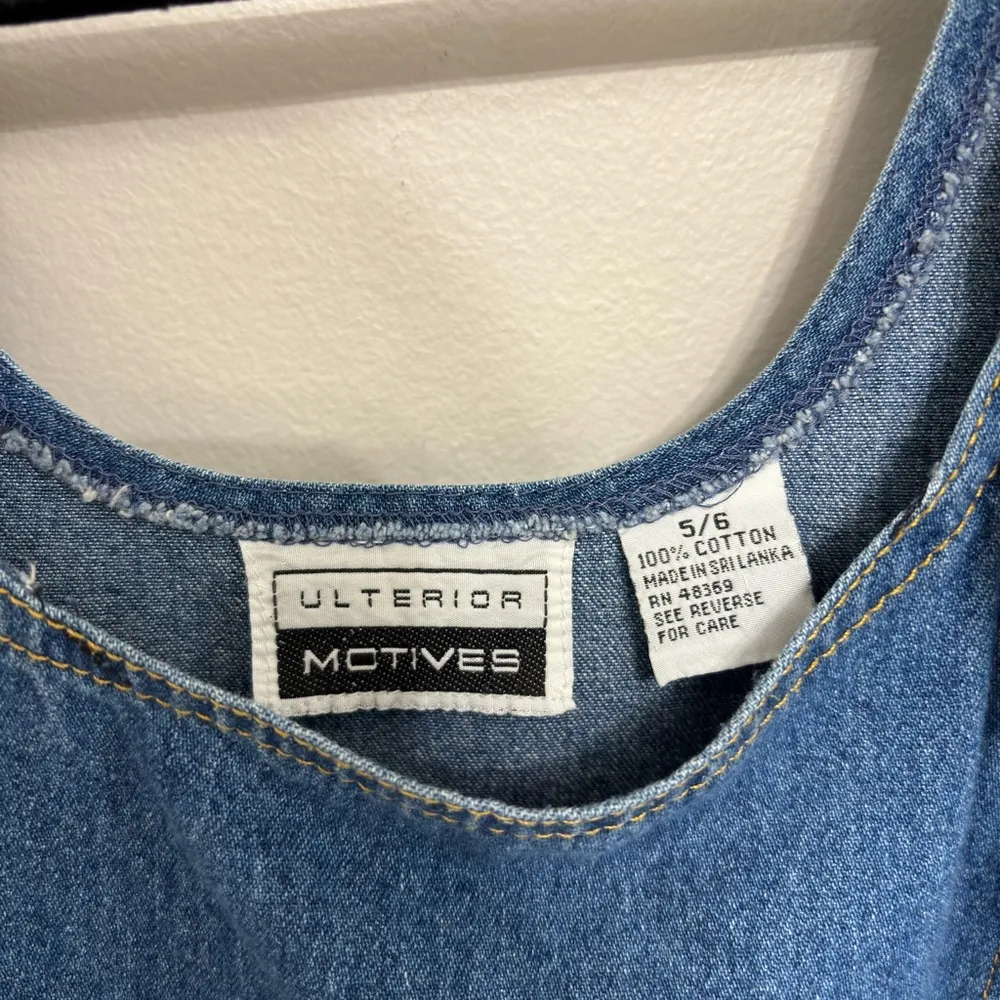 ULTERIOR
MOTIVES
5/6
100% COTTON
MADE IN SRI LANKA
RN 48369
SEE REVERSE
FOR CARE